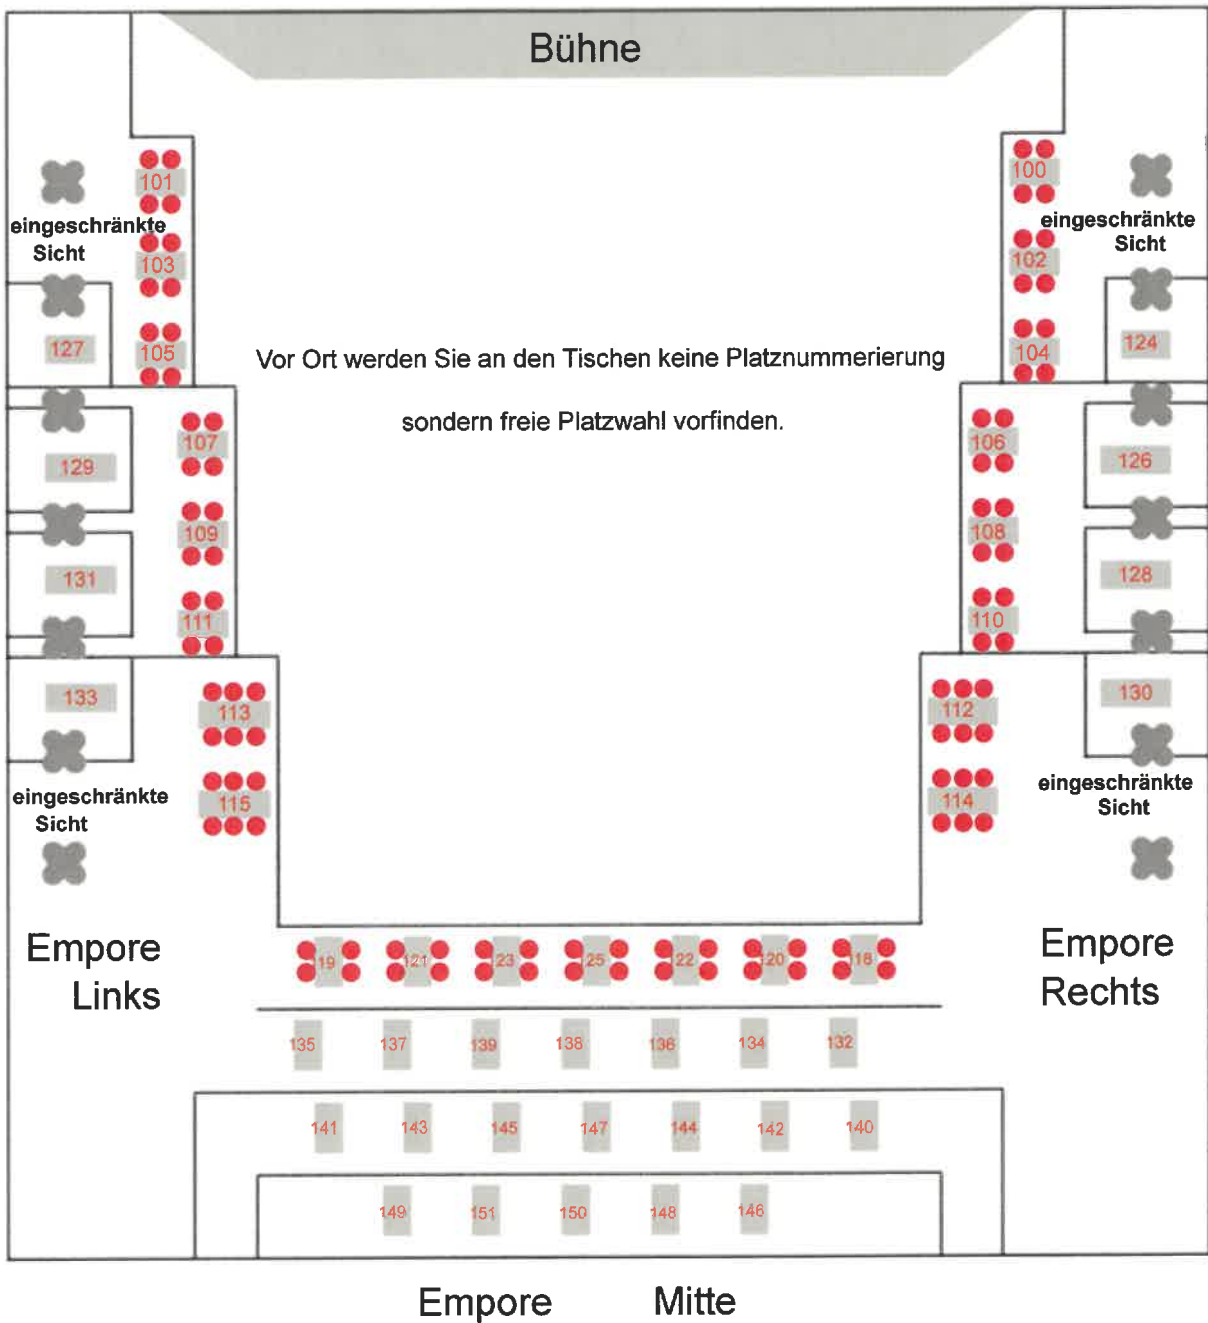 Bühne
101
100
eingeschränkte
Sicht
eingeschränkte
Sicht
103
102
127
105
104
124
Vor Ort werden Sie an den Tischen keine Platznummerierung
sondern freie Platzwahl vorfinden.
107
106
129
126
109
108
131
128
111
110
133
130
113
112
eingeschränkte
Sicht
eingeschränkte
Sicht
115
114
Empore
Links
Empore
Rechts
119 121 123 125 122 120 118
135 137 139 138 136 134 132
141 143 145 147 144 142 140
149 151 150 148 146
Empore Mitte